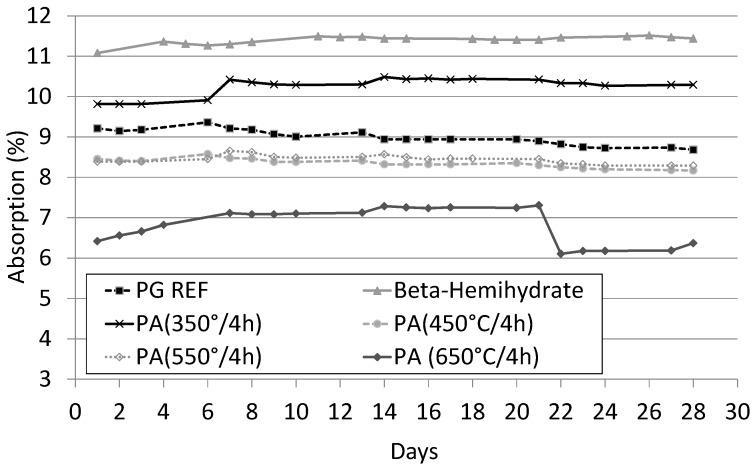 12
11
10
9
8
7
6
5
4
3
Absorption (%)
PG REF
Beta-Hemihydrate
PA(350°/4h)
PA(450°C/4h)
PA(550°/4h)
PA (650°C/4h)
0 2 4 6 8 10 12 14 16 18 20 22 24 26 28 30
Days